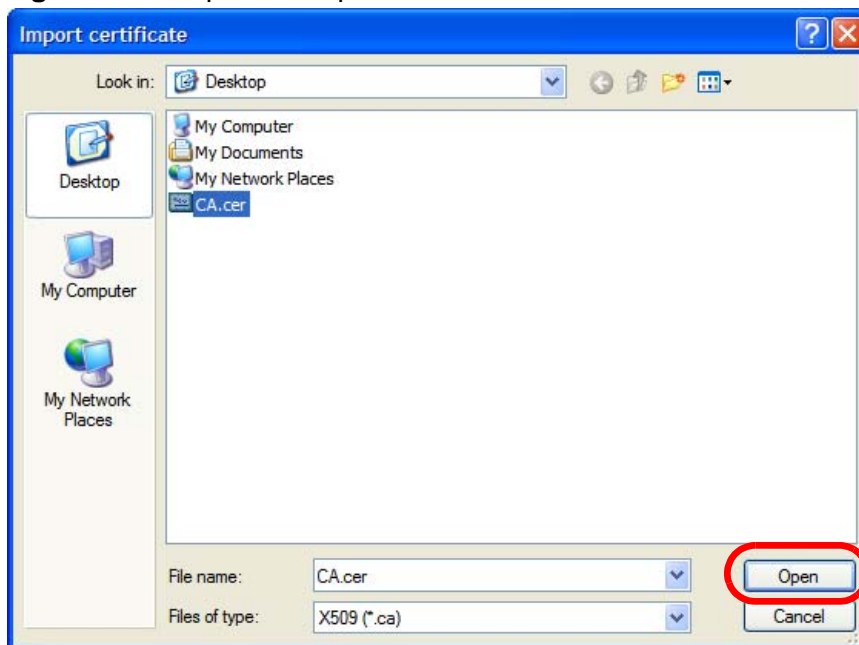 Import certificate
Look in:
Desktop
My Computer
My Documents
My Network Places
CA.cer
Desktop
My Computer
My Network
Places
File name:
CA.cer
Open
Files of type:
X509 (*.ca)
Cancel